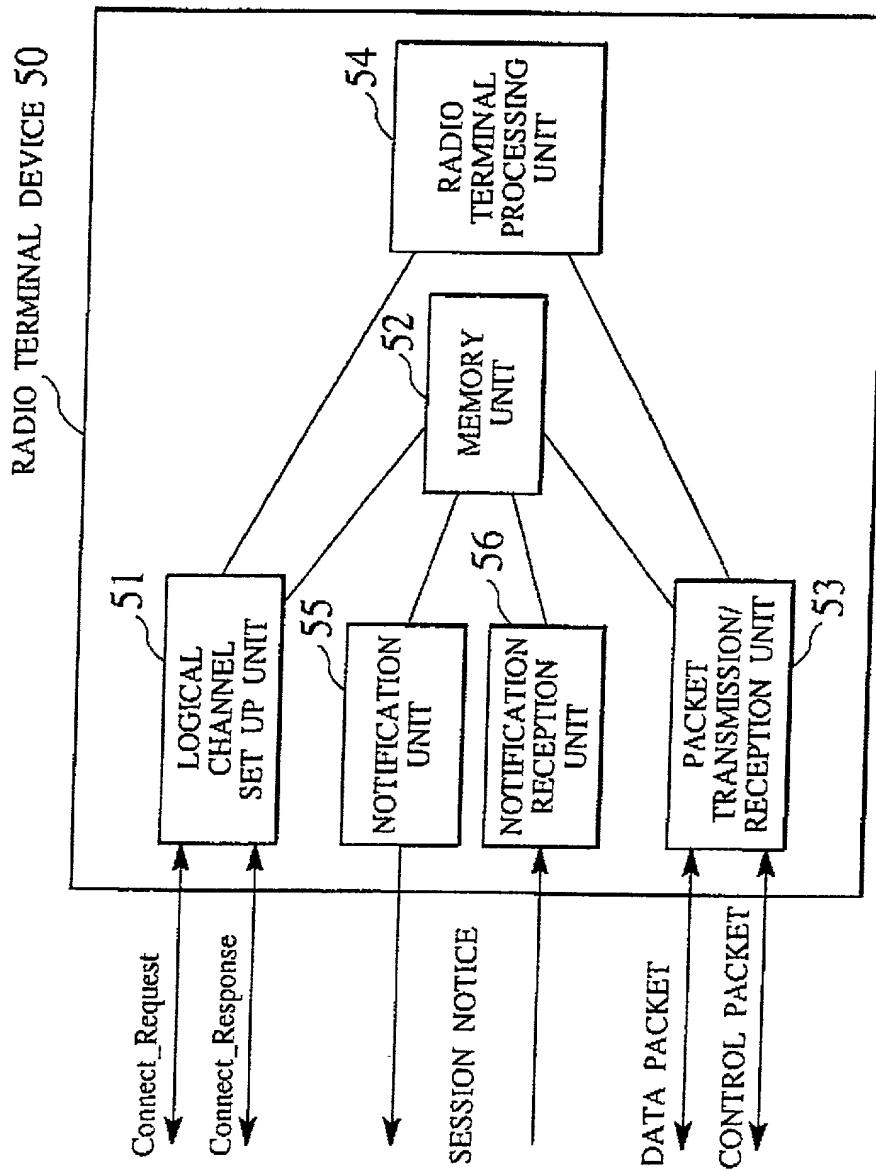 RADIO TERMINAL DEVICE 50
51
LOGICAL
CHANNEL
SET UP UNIT
55
NOTIFICATION
UNIT
56
NOTIFICATION
RECEPTION
UNIT
PACKET
TRANSMISSION/
RECEPTION UNIT
53
52
MEMORY
UNIT
54
RADIO
TERMINAL
PROCESSING
UNIT
Connect_Request
Connect_Response
SESSION NOTICE
DATA PACKET
CONTROL PACKET